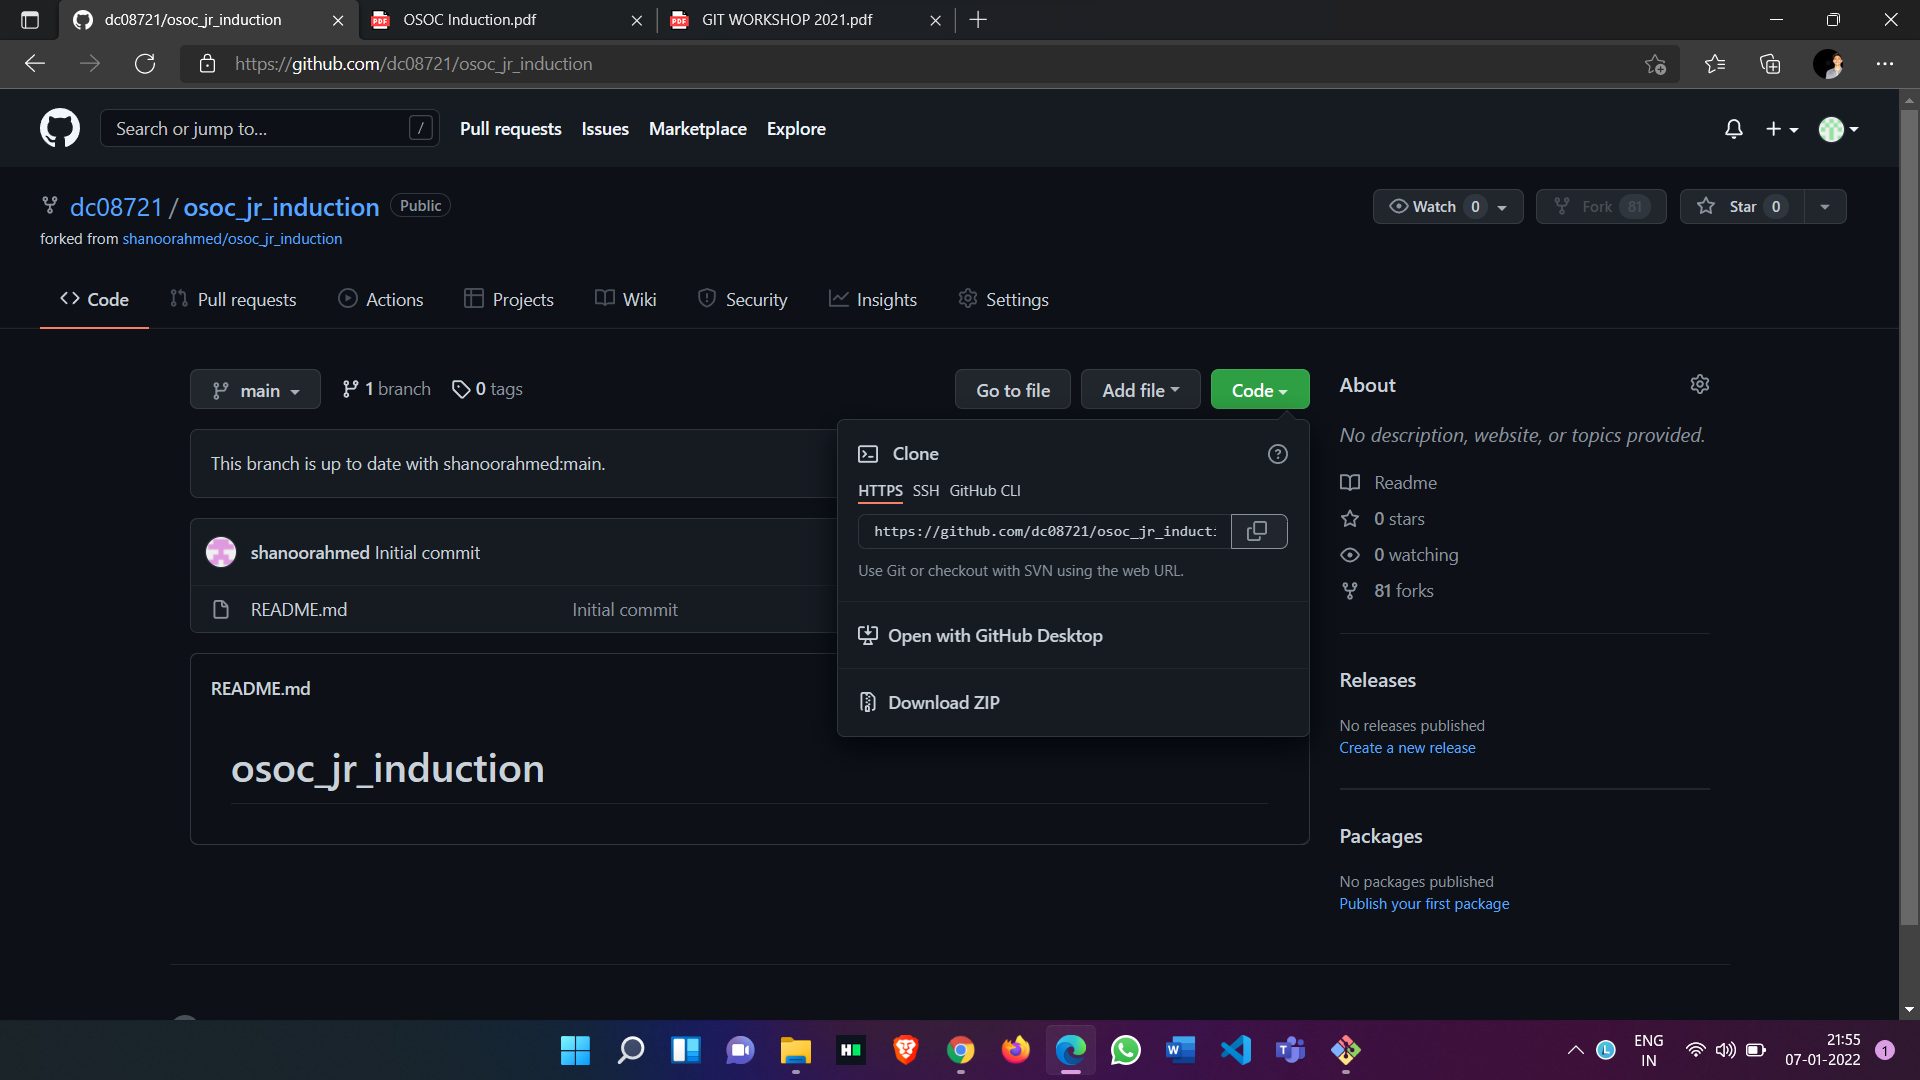 dc08721/osoc_jr_induction
OSOC Induction.pdf
GIT WORKSHOP 2021.pdf
https://github.com/dc08721/osoc_jr_induction
Search or jump to... /
Pull requests Issues Marketplace Explore
dc08721 / osoc_jr_induction Public
Watch 0 Fork 81 Star 0
forked from shanoorahmed/osoc_jr_induction
Code Pull requests Actions Projects Wiki Security Insights Settings
main 1 branch 0 tags Go to file Add file Code
About
No description, website, or topics provided.
This branch is up to date with shanoorahmed:main.
Clone
HTTPS SSH GitHub CLI
https://github.com/dc08721/osoc_jr_induct
Use Git or checkout with SVN using the web URL.
Open with GitHub Desktop
Download ZIP
shanoorahmed Initial commit
README.md Initial commit
README.md
osoc_jr_induction
Readme
0 stars
0 watching
81 forks
Releases
No releases published
Create a new release
Packages
No packages published
Publish your first package
ENG
IN
21:55
07-01-2022
1